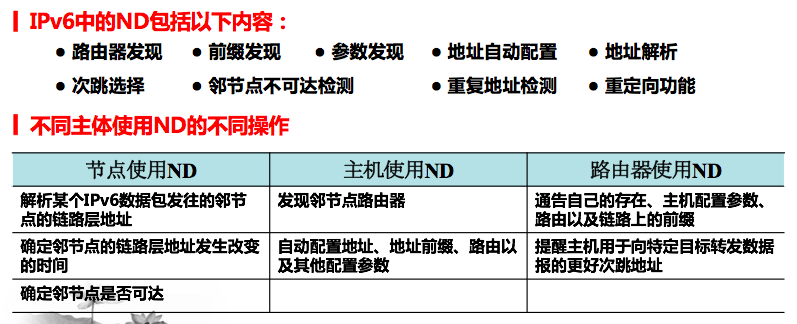 IPv6中的ND包括以下内容：
● 路由器发现 ● 前缀发现 ● 参数发现 ● 地址自动配置 ● 地址解析
● 次跳选择 ● 邻节点不可达检测 ● 重复地址检测 ● 重定向功能
不同主体使用ND的不同操作
节点使用ND 主机使用ND 路由器使用ND
解析某个IPv6数据包发往的邻节
点的链路层地址
发现邻节点路由器
通告自己的存在、主机配置参数、
路由以及链路上的前缀
确定邻节点的链路层地址发生改变
的时间
自动配置地址、地址前缀、路由以
及其他配置参数
提醒主机用于向特定目标转发数据
报的更好次跳地址
确定邻节点是否可达